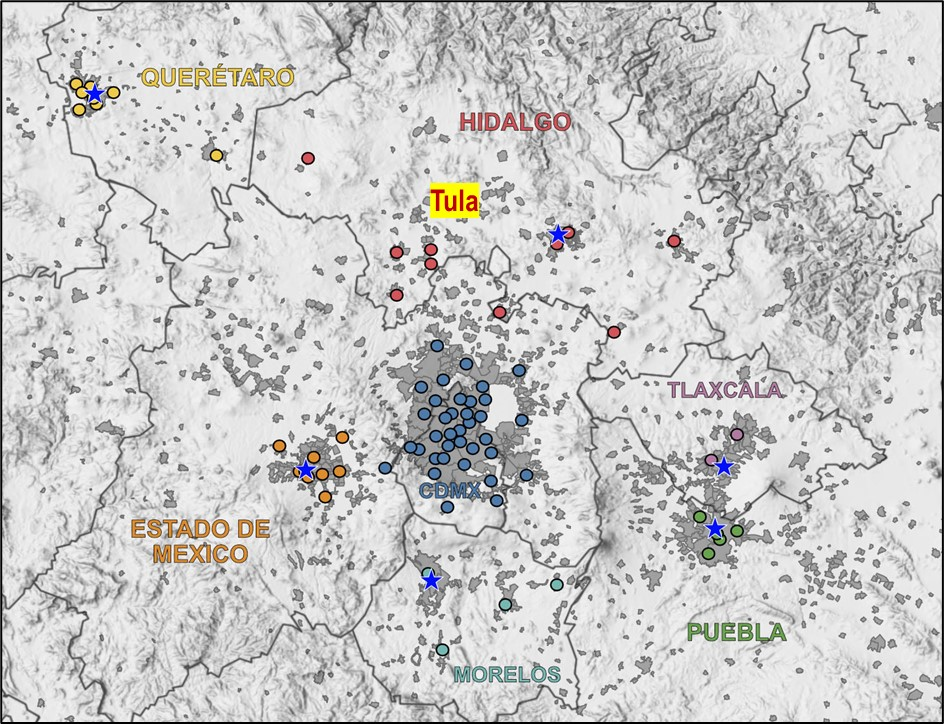 QUERÉTARO
HIDALGO
Tula
TLAXCALA
CDMX
ESTADO DE
MEXICO
PUEBLA
MORELOS